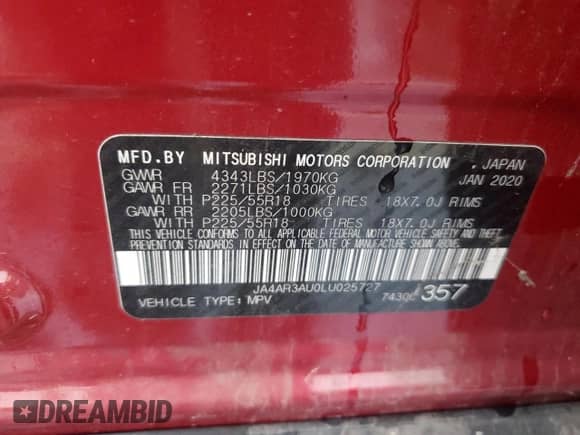 MFD.BY MITSUBISHI MOTORS CORPORATION, JAPAN
GVWR 4343LBS/1970KG JAN 2020
GAWR FR 2271LBS/1030KG
WITH P225/55R18 TIRES 18X7.0J RIMS
GAWR RR 2205LBS/1000KG
WITH P225/55R18 TIRES 18X7.0J RIMS
THIS VEHICLE CONFORMS TO ALL APPLICABLE FEDERAL MOTOR VEHICLE SAFETY AND THEFT
PREVENTION STANDARDS IN EFFECT ON THE DATE OF MANUFACTURE SHOWN ABOVE.
JA4AR3AU0LU025727
VEHICLE TYPE: MPV 7430C 357
DREAMBID